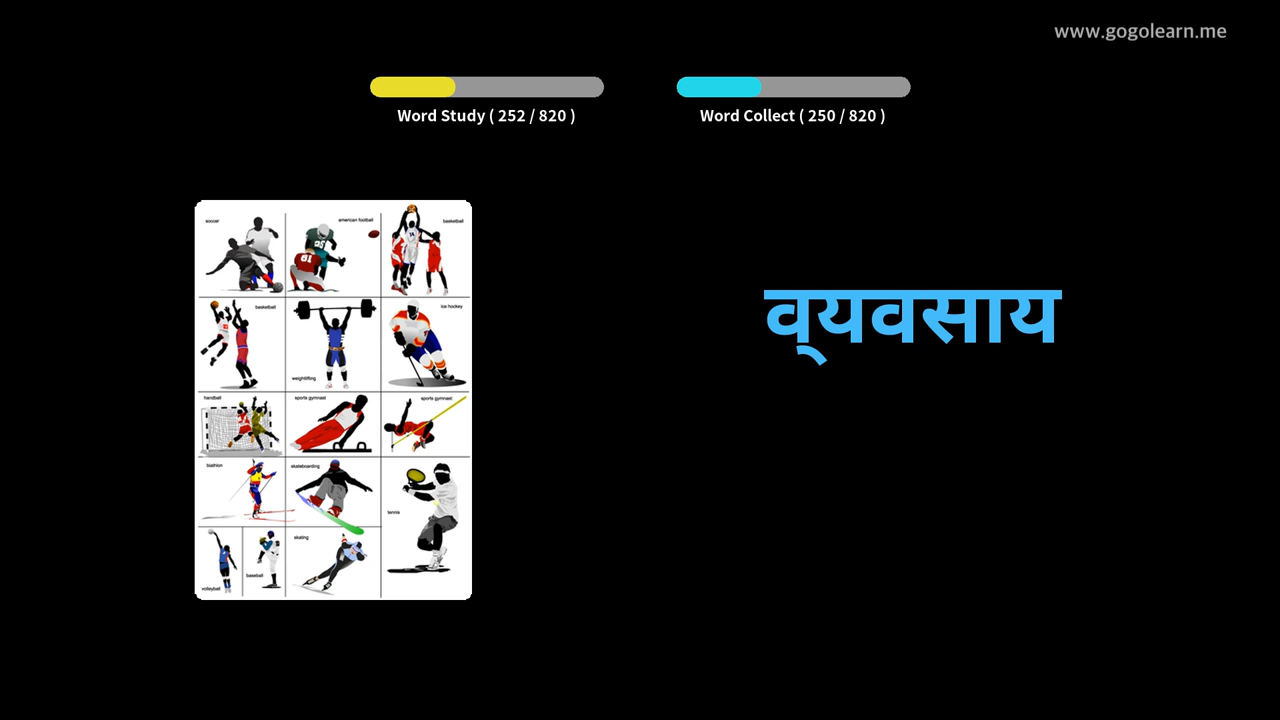 www.gogolearn.me
Word Study ( 252 / 820 )
Word Collect ( 250 / 820 )
soccer
american football
basketball
basketball
weightlifting
ice hockey
handball
sports gymnast
sports gymnast
biathlon
skateboarding
tennis
volleyball
baseball
skating
व्यवसाय